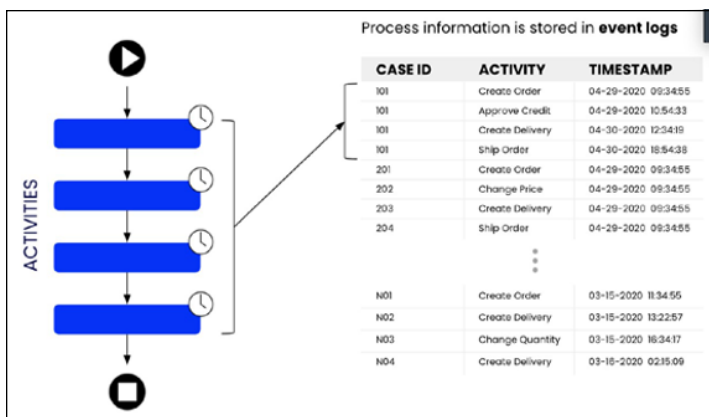 Process information is stored in event logs
CASE ID ACTIVITY TIMESTAMP
101 Create Order 04-29-2020 09:34:55
101 Approve Credit 04-29-2020 10:54:33
101 Create Delivery 04-30-2020 12:34:19
101 Ship Order 04-30-2020 18:54:38
201 Create Order 04-29-2020 09:34:55
202 Change Price 04-29-2020 09:34:55
203 Create Delivery 04-29-2020 09:34:55
204 Ship Order 04-29-2020 09:34:55
N01 Create Order 03-15-2020 11:34:55
N02 Create Delivery 03-15-2020 13:22:57
N03 Change Quantity 03-15-2020 16:34:17
N04 Create Delivery 03-16-2020 02:15:09
ACTIVITIES